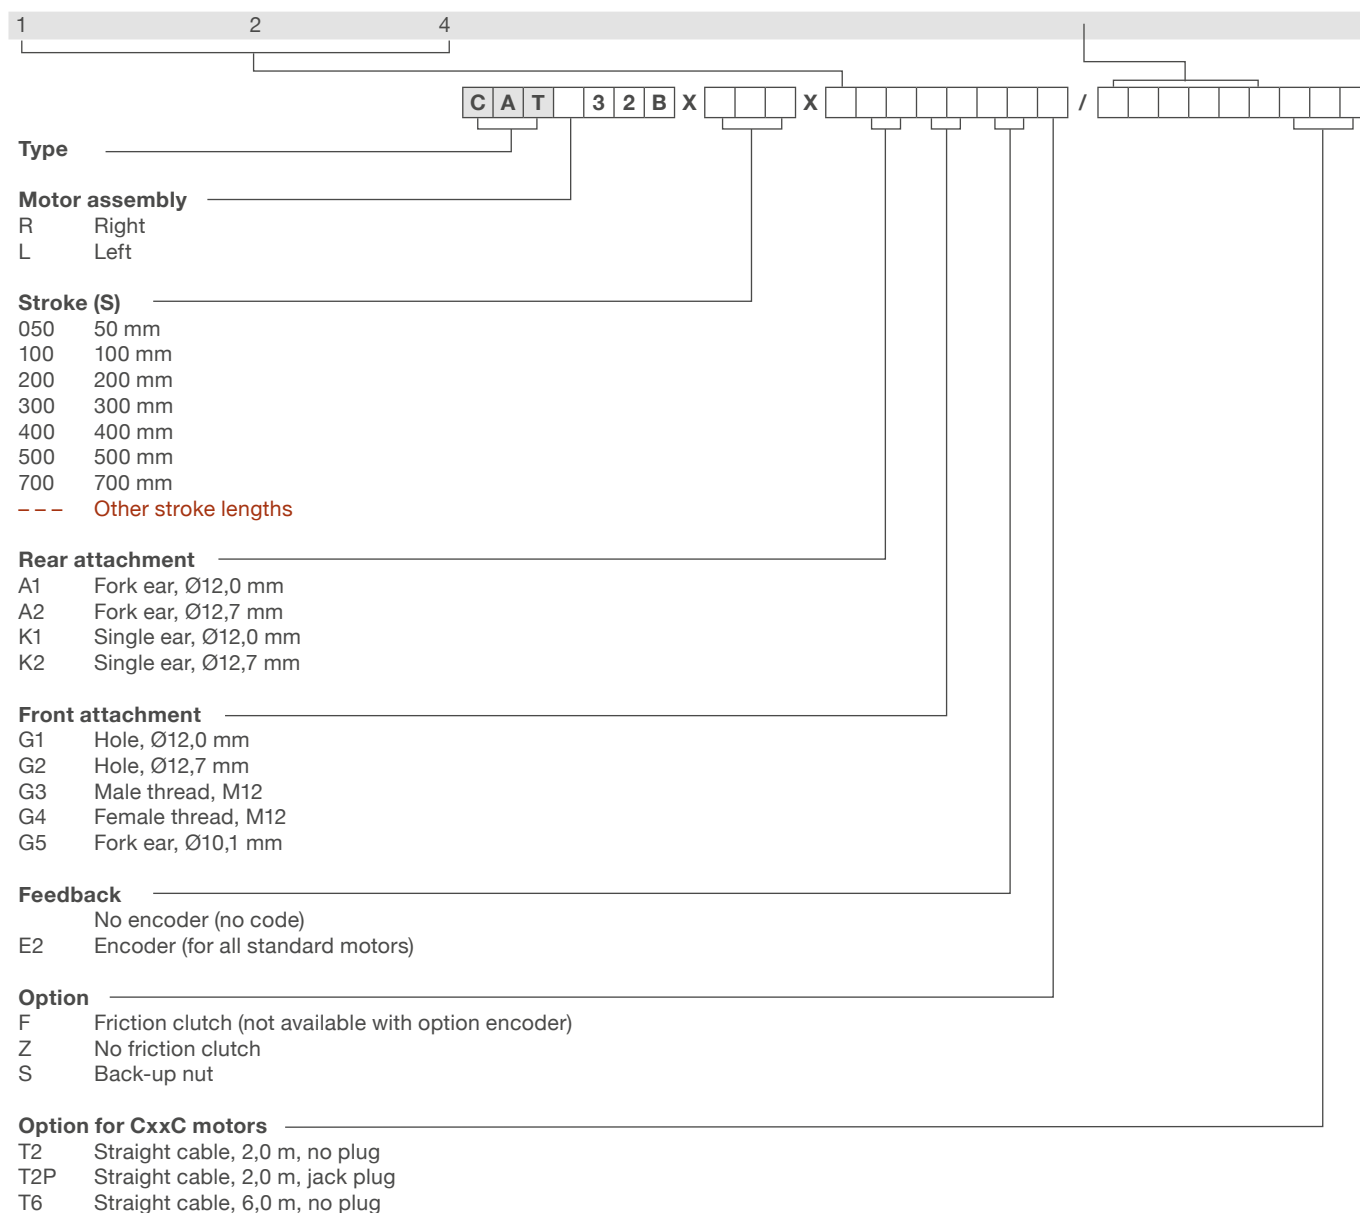 1 2 4
C A T 3 2 B X X /
Type
Motor assembly
R Right
L Left
Stroke (S)
050 50 mm
100 100 mm
200 200 mm
300 300 mm
400 400 mm
500 500 mm
700 700 mm
– – – Other stroke lengths
Rear attachment
A1 Fork ear, Ø12,0 mm
A2 Fork ear, Ø12,7 mm
K1 Single ear, Ø12,0 mm
K2 Single ear, Ø12,7 mm
Front attachment
G1 Hole, Ø12,0 mm
G2 Hole, Ø12,7 mm
G3 Male thread, M12
G4 Female thread, M12
G5 Fork ear, Ø10,1 mm
Feedback
No encoder (no code)
E2 Encoder (for all standard motors)
Option
F Friction clutch (not available with option encoder)
Z No friction clutch
S Back-up nut
Option for CxxC motors
T2 Straight cable, 2,0 m, no plug
T2P Straight cable, 2,0 m, jack plug
T6 Straight cable, 6,0 m, no plug